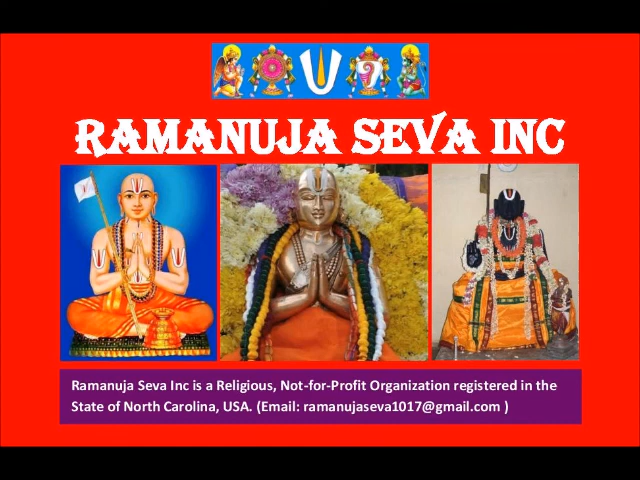 RAMANUJA SEVA INC
Ramanuja Seva Inc is a Religious, Not-for-Profit Organization registered in the
State of North Carolina, USA. (Email: ramanujaseva1017@gmail.com )